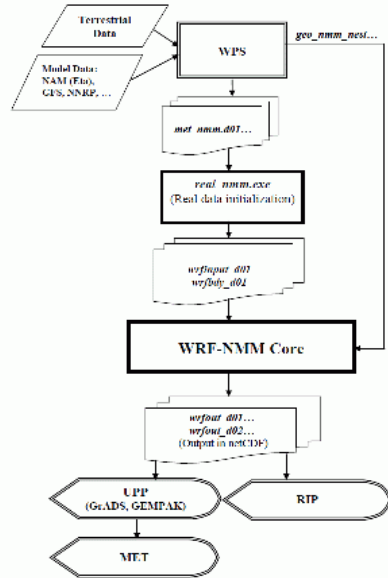 Terrestrial
Data
WPS
geo_nmm_nest...
Model Data:
NAM (Eta),
GFS, NNRP, ...
met_nmm.d01...
real_nmm.exe
(Real data initialization)
wrfinput_d01
wrfbdy_d01
WRF-NMM Core
wrfout_d01...
wrfout_d02...
(Output in netCDF)
UPP
(GrADS, GEMPAK)
RIP
MET